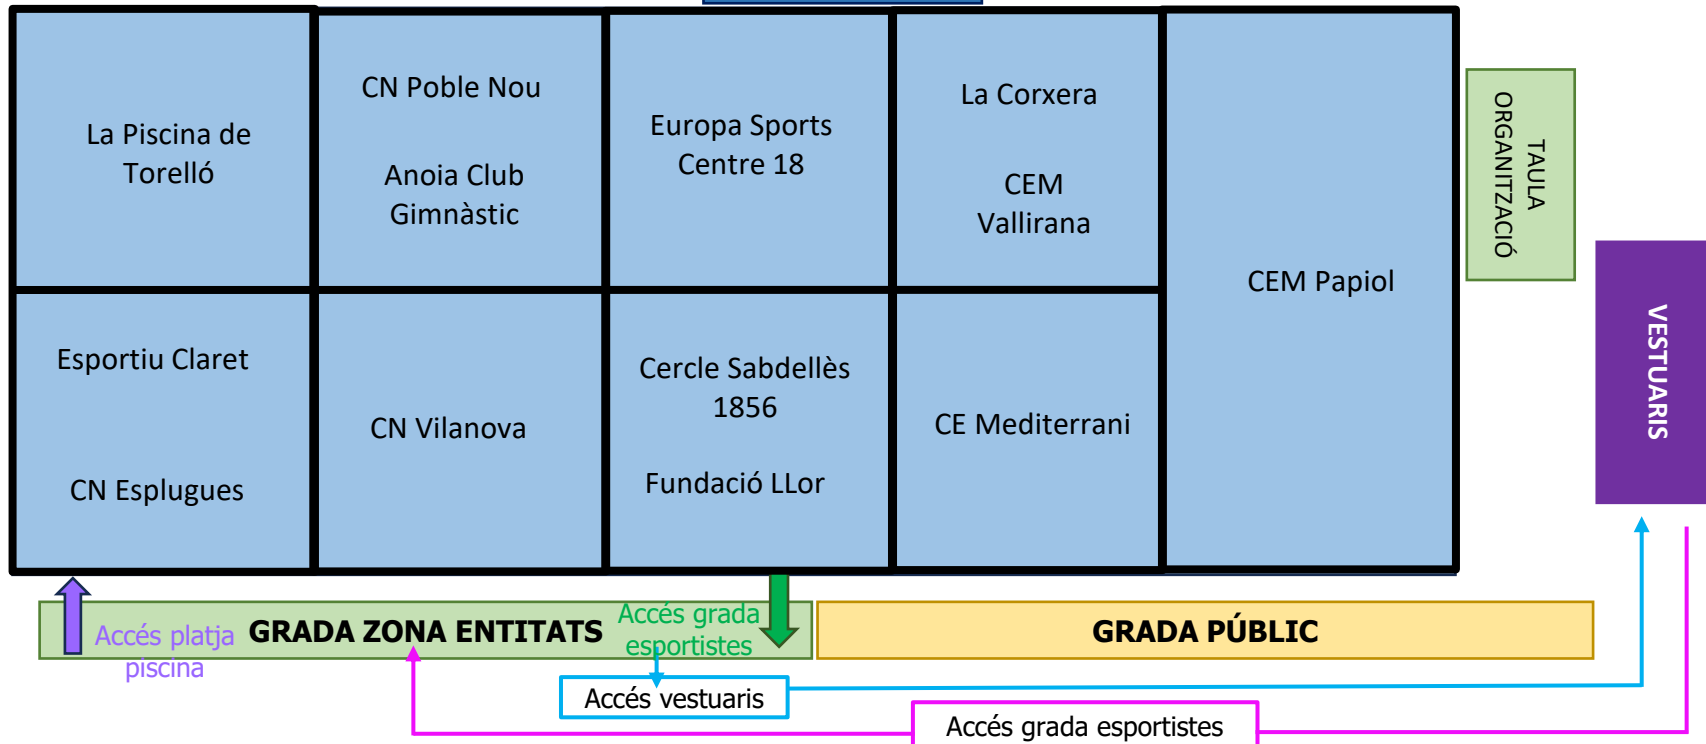 La Piscina de
Torelló
CN Poble Nou
Anoia Club
Gimnàstic
Europa Sports
Centre 18
La Corxera
CEM
Vallirana
CEM Papiol
TAULA
ORGANITZACIÓ
VESTUARIS
Esportiu Claret
CN Esplugues
CN Vilanova
Cercle Sabdellès
1856
Fundació LLor
CE Mediterrani
Accés platja
piscina
GRADA ZONA ENTITATS
Accés grada
esportistes
GRADA PÚBLIC
Accés vestuaris
Accés grada esportistes